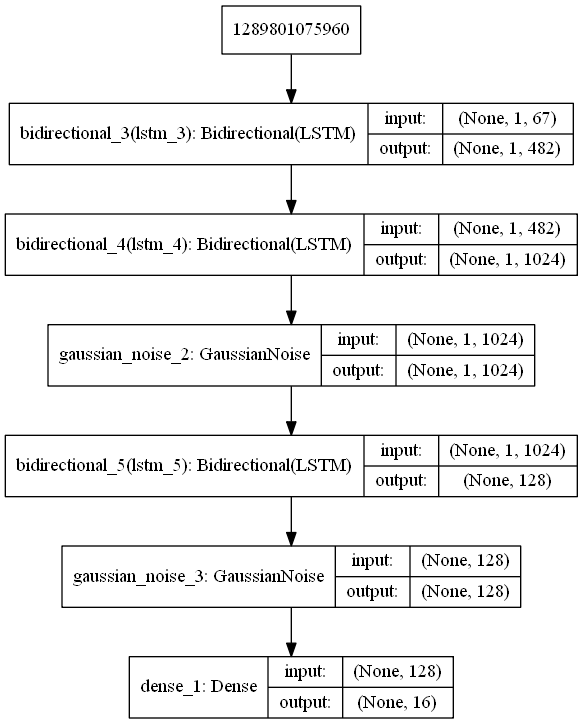 1289801075960
bidirectional_3(lstm_3): Bidirectional(LSTM)
input:
(None, 1, 67)
output:
(None, 1, 482)
bidirectional_4(lstm_4): Bidirectional(LSTM)
input:
(None, 1, 482)
output:
(None, 1, 1024)
gaussian_noise_2: GaussianNoise
input:
(None, 1, 1024)
output:
(None, 1, 1024)
bidirectional_5(lstm_5): Bidirectional(LSTM)
input:
(None, 1, 1024)
output:
(None, 128)
gaussian_noise_3: GaussianNoise
input:
(None, 128)
output:
(None, 128)
dense_1: Dense
input:
(None, 128)
output:
(None, 16)